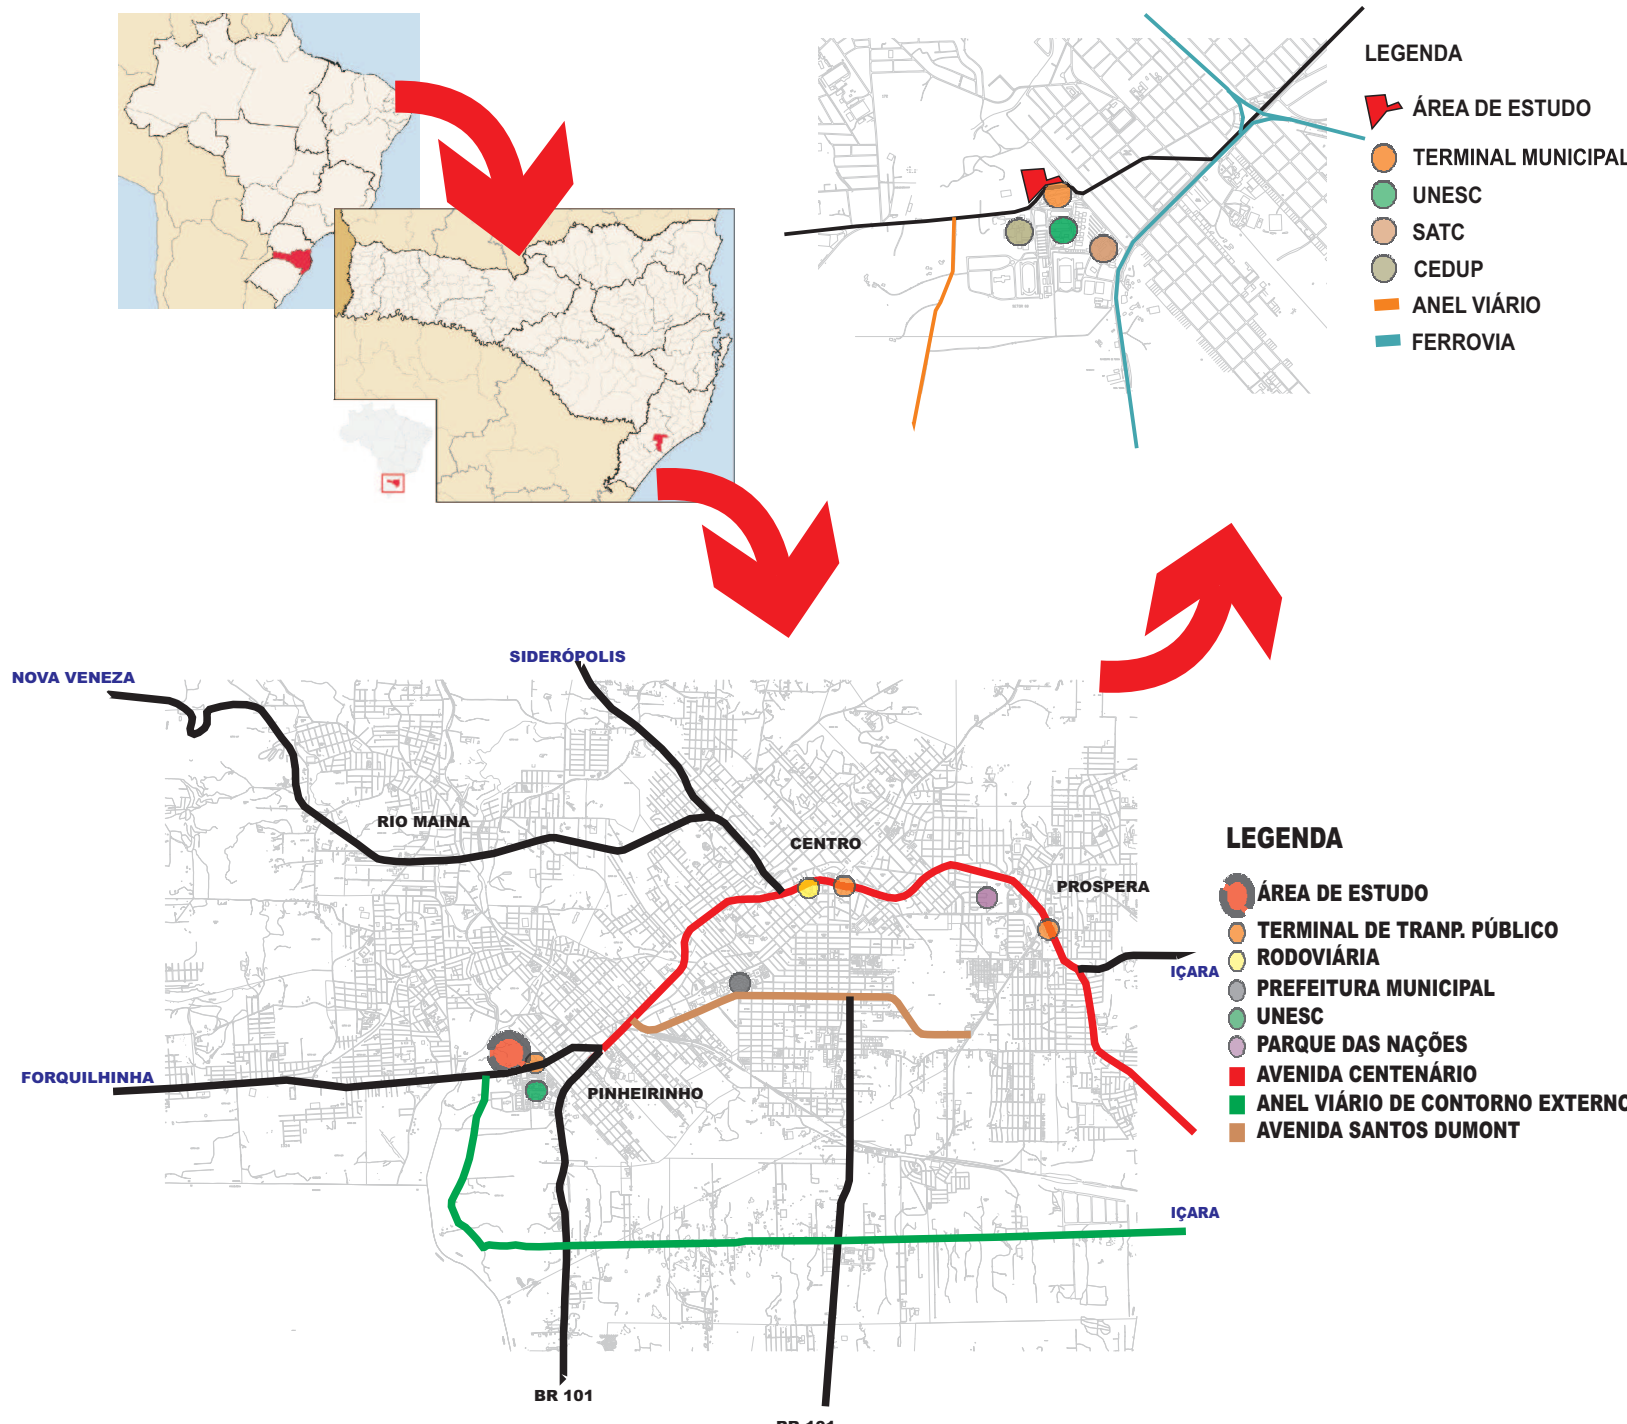 LEGENDA
ÁREA DE ESTUDO
TERMINAL MUNICIPAL
UNESC
SATC
CEDUP
ANEL VIÁRIO
FERROVIA
SIDERÓPOLIS
NOVA VENEZA
RIO MAINA
CENTRO
PROSPERA
IÇARA
FORQUILHINHA
PINHEIRINHO
IÇARA
BR 101
BR 101
LEGENDA
ÁREA DE ESTUDO
TERMINAL DE TRANP. PÚBLICO
RODOVIÁRIA
PREFEITURA MUNICIPAL
UNESC
PARQUE DAS NAÇÕES
AVENIDA CENTENÁRIO
ANEL VIÁRIO DE CONTORNO EXTERNO
AVENIDA SANTOS DUMONT